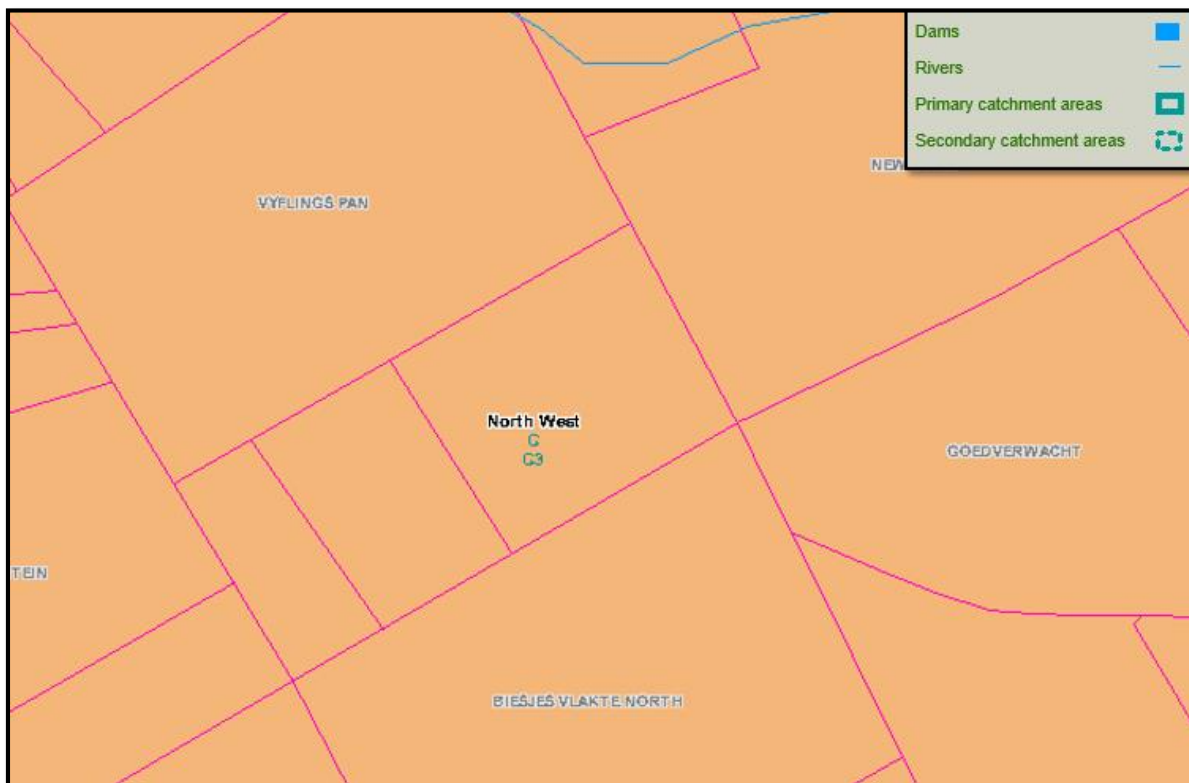 Dams
Rivers
Primary catchment areas
Secondary catchment areas
NEW
VYFLINGS PAN
North West
C
C3
GOEDVERWACHT
TEIN
BIESJES VLAKTE NORTH